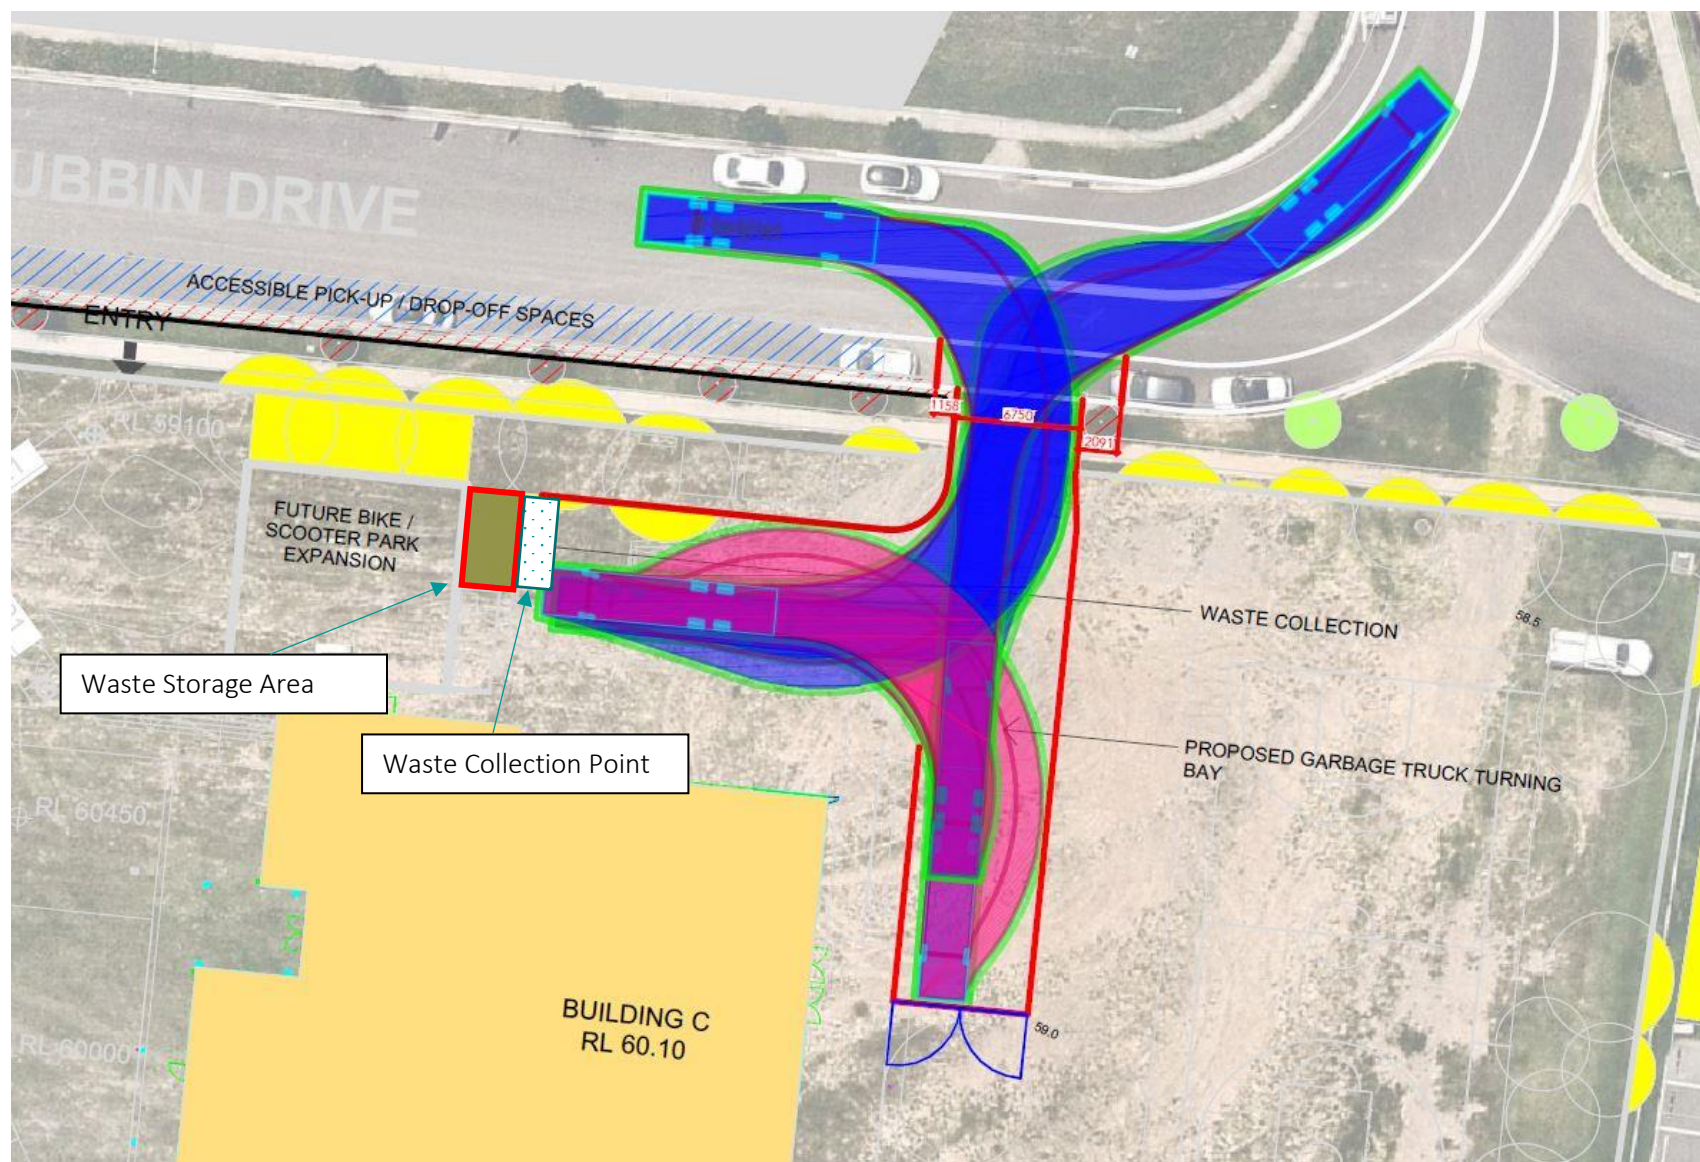 UBBIN DRIVE
ACCESSIBLE PICK-UP / DROP-OFF SPACES
ENTRY
1158
6750
2091
RL 59100
FUTURE BIKE /
SCOOTER PARK
EXPANSION
WASTE COLLECTION
58.5
Waste Storage Area
Waste Collection Point
PROPOSED GARBAGE TRUCK TURNING
BAY
RL 60450
BUILDING C
RL 60.10
59.0
RL 60000